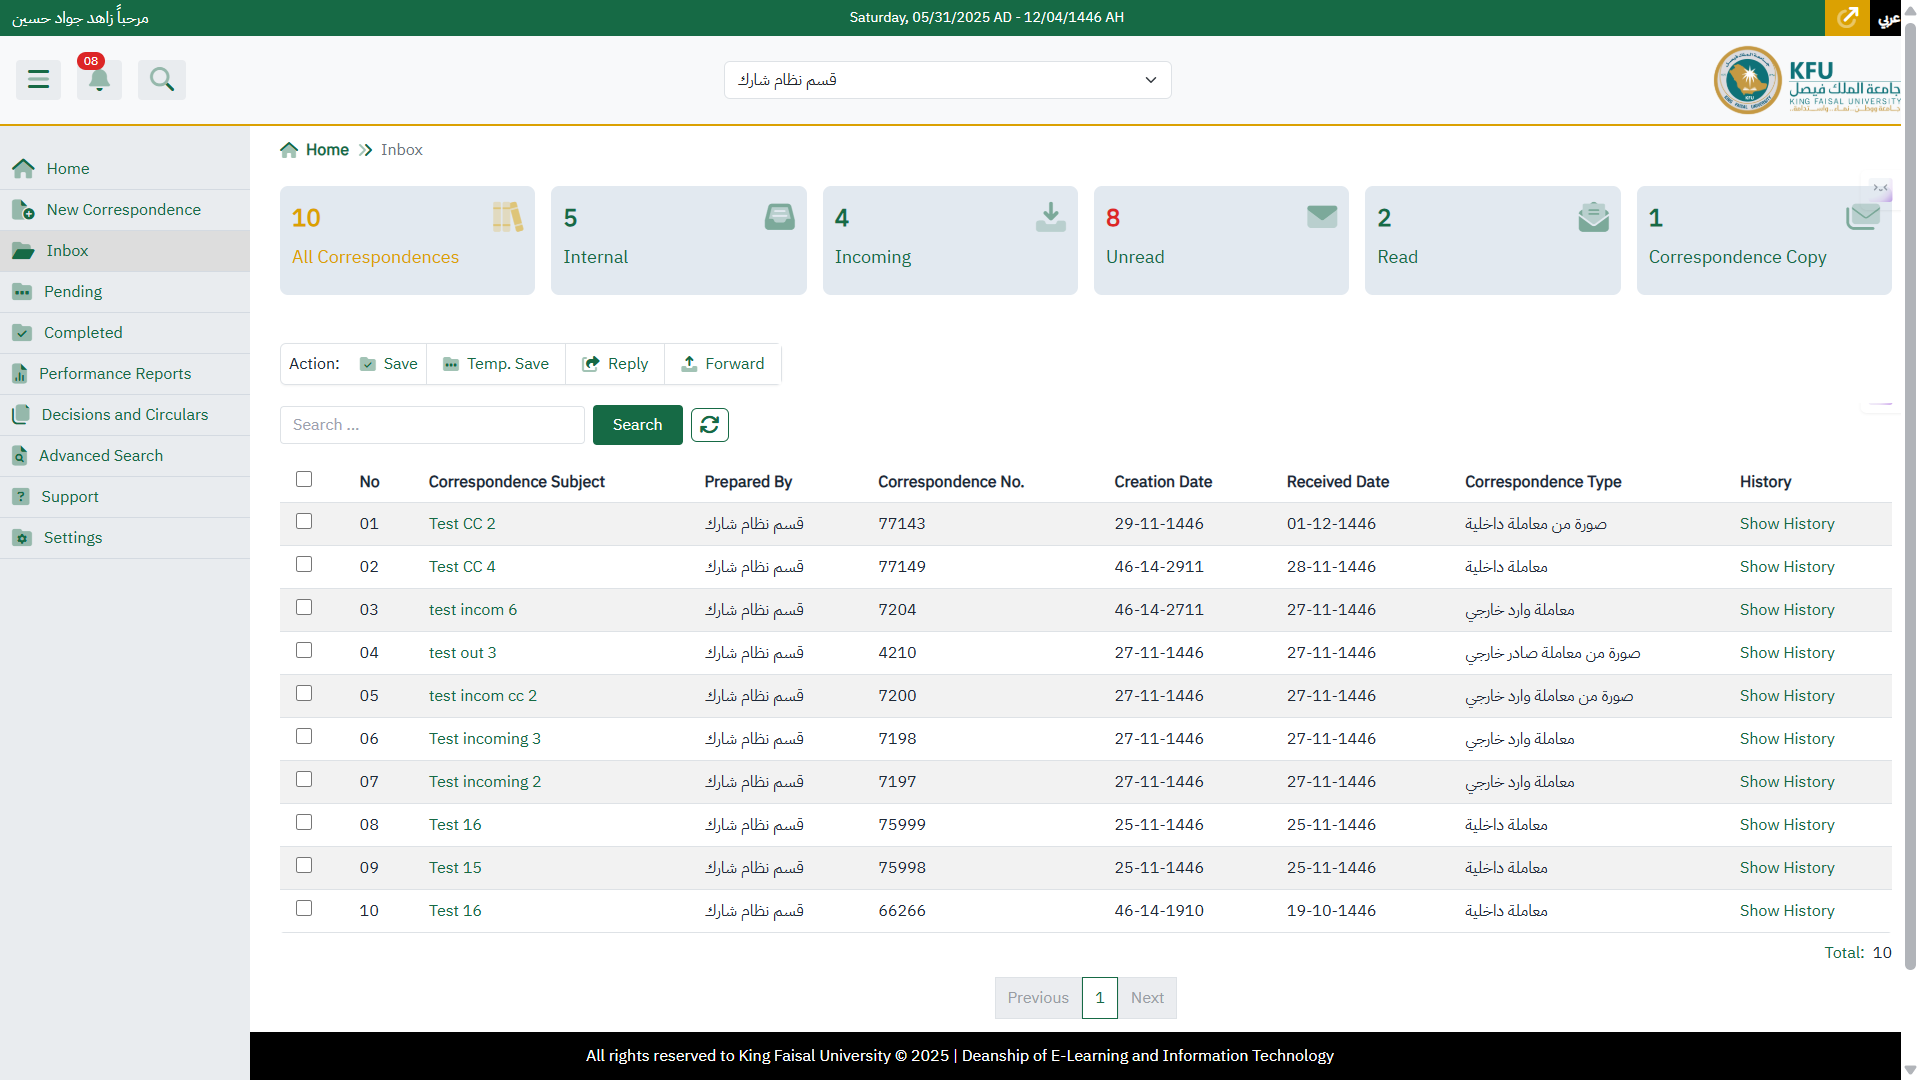 مرحباً زاهد جواد حسين
Saturday, 05/31/2025 AD - 12/04/1446 AH
عربي
08
قسم نظام شارك
KFU
جامعة الملك فيصل
KING FAISAL UNIVERSITY
Home
New Correspondence
Inbox
Pending
Completed
Performance Reports
Decisions and Circulars
Advanced Search
Support
Settings
Home » Inbox
10
All Correspondences
5
Internal
4
Incoming
8
Unread
2
Read
1
Correspondence Copy
Action: Save Temp. Save Reply Forward
Search ... Search
No Correspondence Subject Prepared By Correspondence No. Creation Date Received Date Correspondence Type History
01 Test CC 2 قسم نظام شارك 77143 29-11-1446 01-12-1446 صورة من معاملة داخلية Show History
02 Test CC 4 قسم نظام شارك 77149 46-14-2911 28-11-1446 معاملة داخلية Show History
03 test incom 6 قسم نظام شارك 7204 46-14-2711 27-11-1446 معاملة وارد خارجي Show History
04 test out 3 قسم نظام شارك 4210 27-11-1446 27-11-1446 صورة من معاملة صادر خارجي Show History
05 test incom cc 2 قسم نظام شارك 7200 27-11-1446 27-11-1446 صورة من معاملة وارد خارجي Show History
06 Test incoming 3 قسم نظام شارك 7198 27-11-1446 27-11-1446 معاملة وارد خارجي Show History
07 Test incoming 2 قسم نظام شارك 7197 27-11-1446 27-11-1446 معاملة وارد خارجي Show History
08 Test 16 قسم نظام شارك 75999 25-11-1446 25-11-1446 معاملة داخلية Show History
09 Test 15 قسم نظام شارك 75998 25-11-1446 25-11-1446 معاملة داخلية Show History
10 Test 16 قسم نظام شارك 66266 46-14-1910 19-10-1446 معاملة داخلية Show History
Total: 10
Previous 1 Next
All rights reserved to King Faisal University © 2025 | Deanship of E-Learning and Information Technology